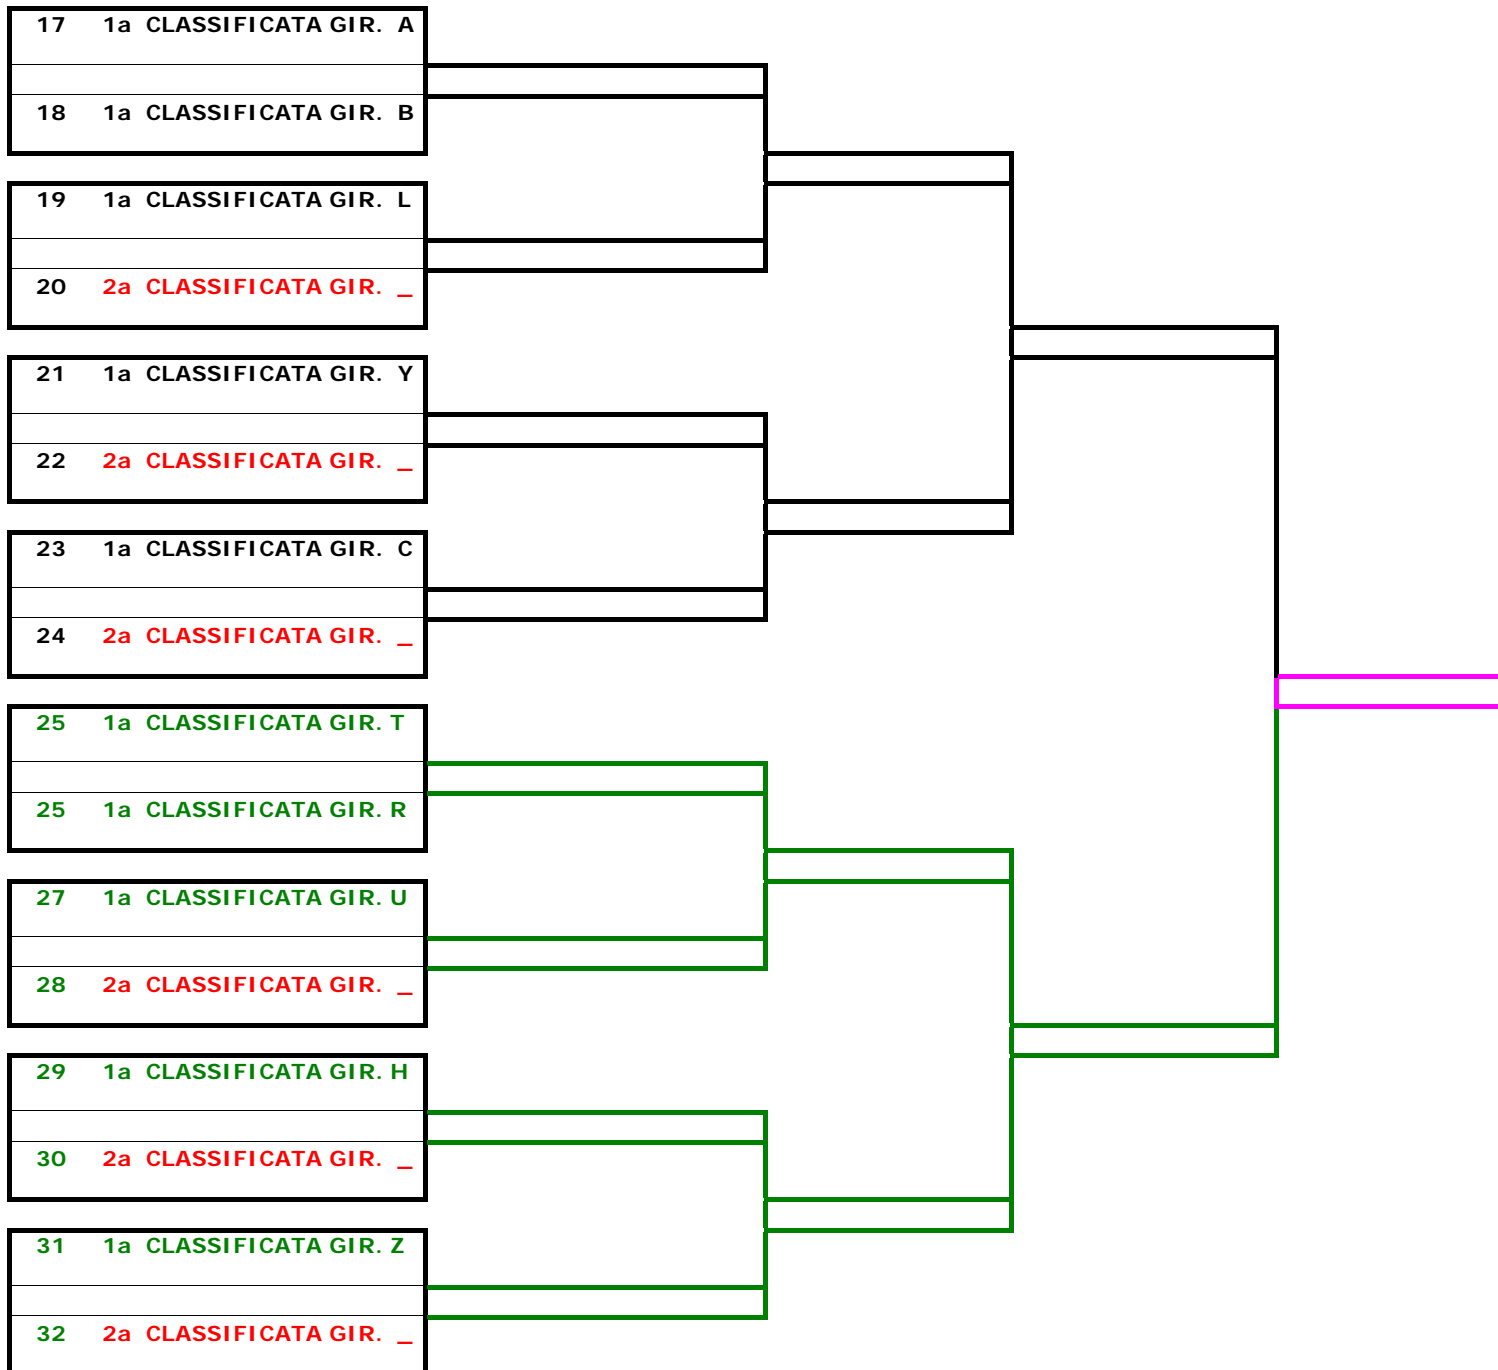 17 1a CLASSIFICATA GIR. A
18 1a CLASSIFICATA GIR. B
19 1a CLASSIFICATA GIR. L
20 2a CLASSIFICATA GIR. _
21 1a CLASSIFICATA GIR. Y
22 2a CLASSIFICATA GIR. _
23 1a CLASSIFICATA GIR. C
24 2a CLASSIFICATA GIR. _
25 1a CLASSIFICATA GIR. T
25 1a CLASSIFICATA GIR. R
27 1a CLASSIFICATA GIR. U
28 2a CLASSIFICATA GIR. _
29 1a CLASSIFICATA GIR. H
30 2a CLASSIFICATA GIR. _
31 1a CLASSIFICATA GIR. Z
32 2a CLASSIFICATA GIR. _